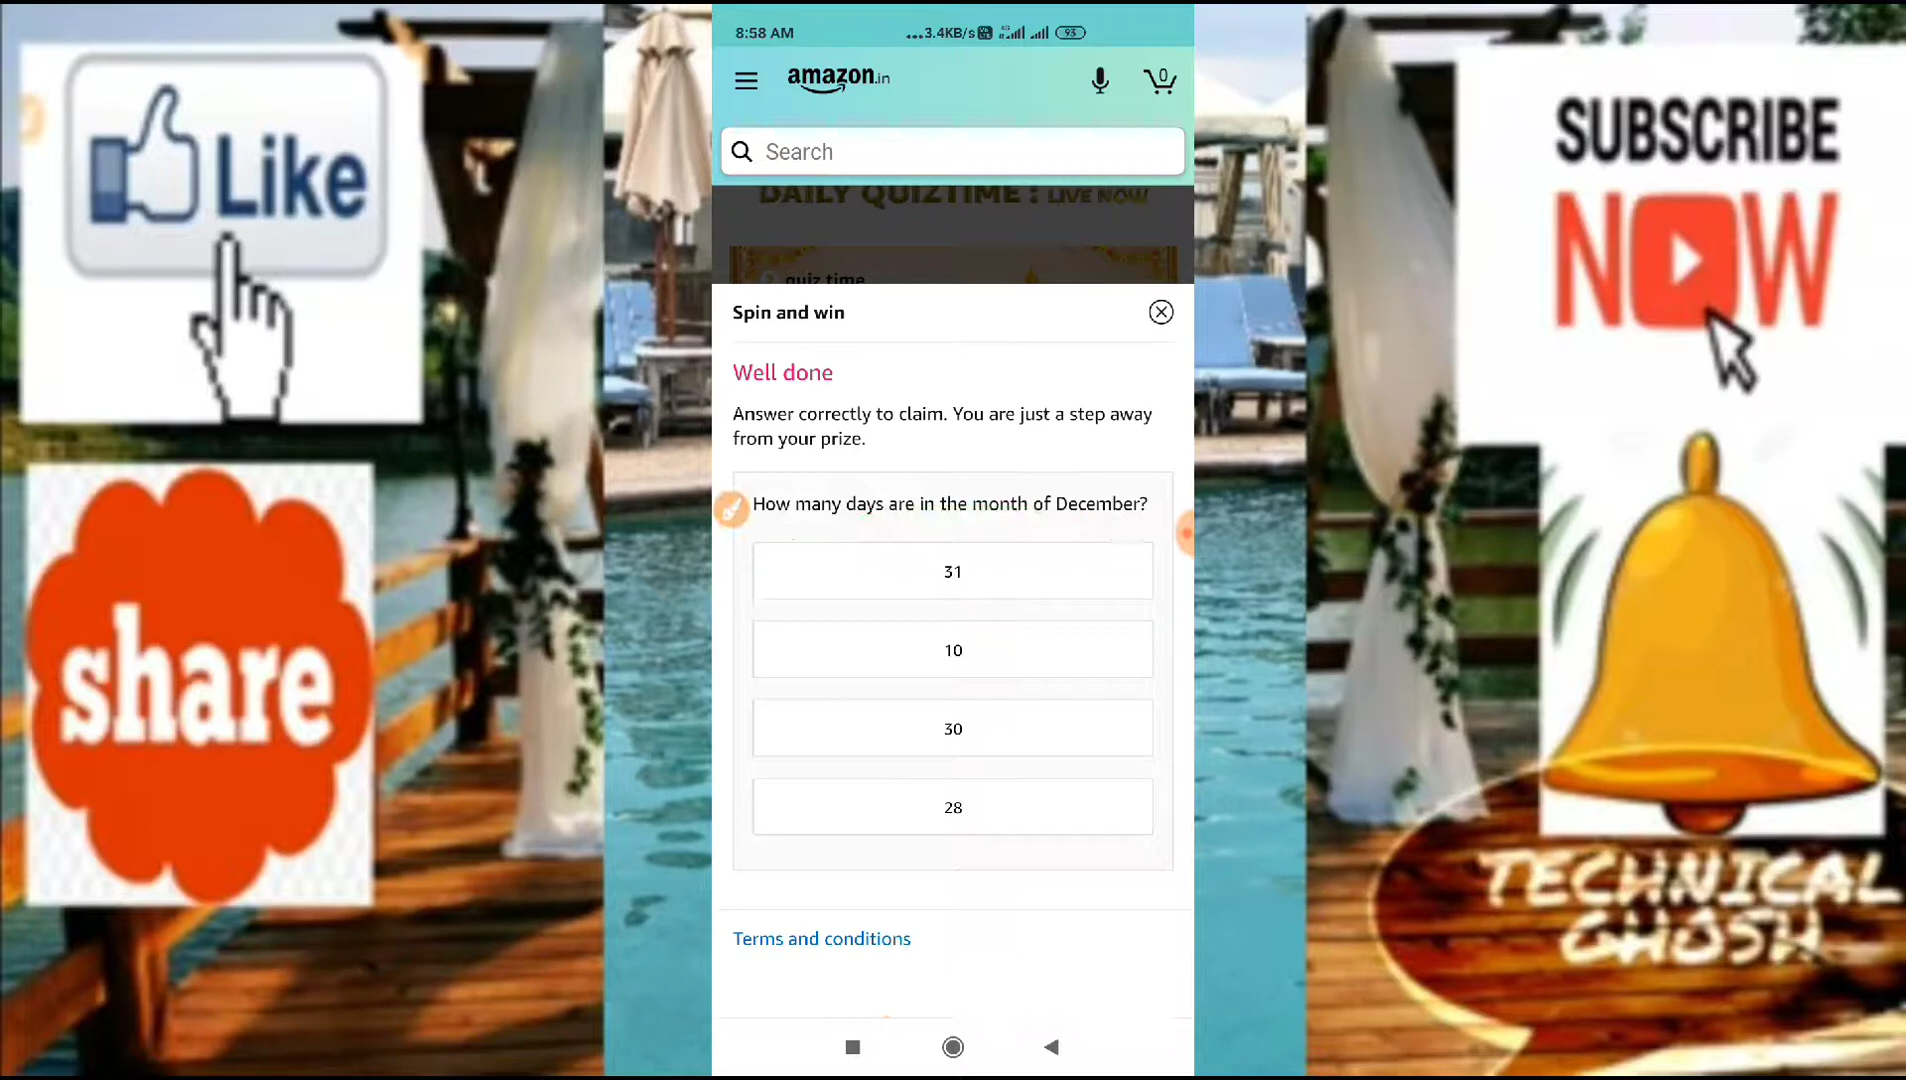 Like
share
8:58 AM
...3.4KB/s
4G
93
amazon.in
0
Search
DAILY QUIZTIME : LIVE NOW
quiz time
Spin and win
Well done
Answer correctly to claim. You are just a step away
from your prize.
How many days are in the month of December?
31
10
30
28
Terms and conditions
SUBSCRIBE
NOW
TECHNICAL
GHOSH